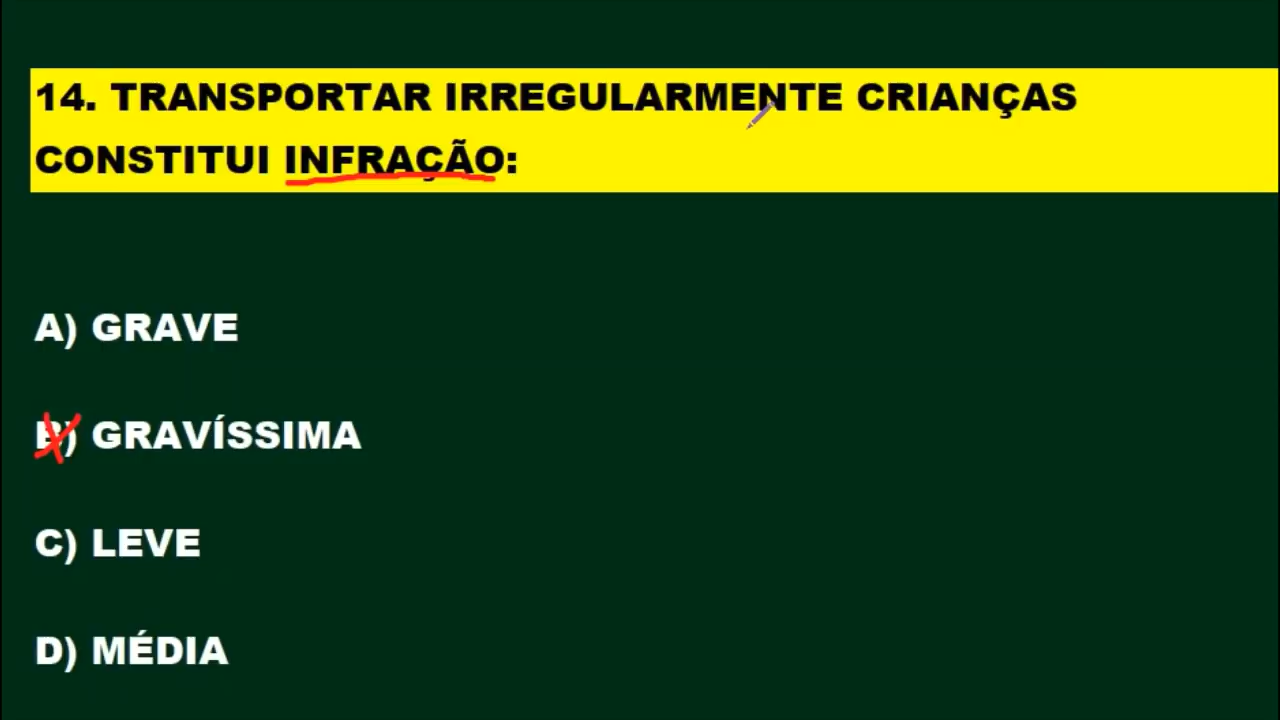 14. TRANSPORTAR IRREGULARMENTE CRIANÇAS
CONSTITUI INFRAÇÃO:
A) GRAVE
B) GRAVÍSSIMA
C) LEVE
D) MÉDIA